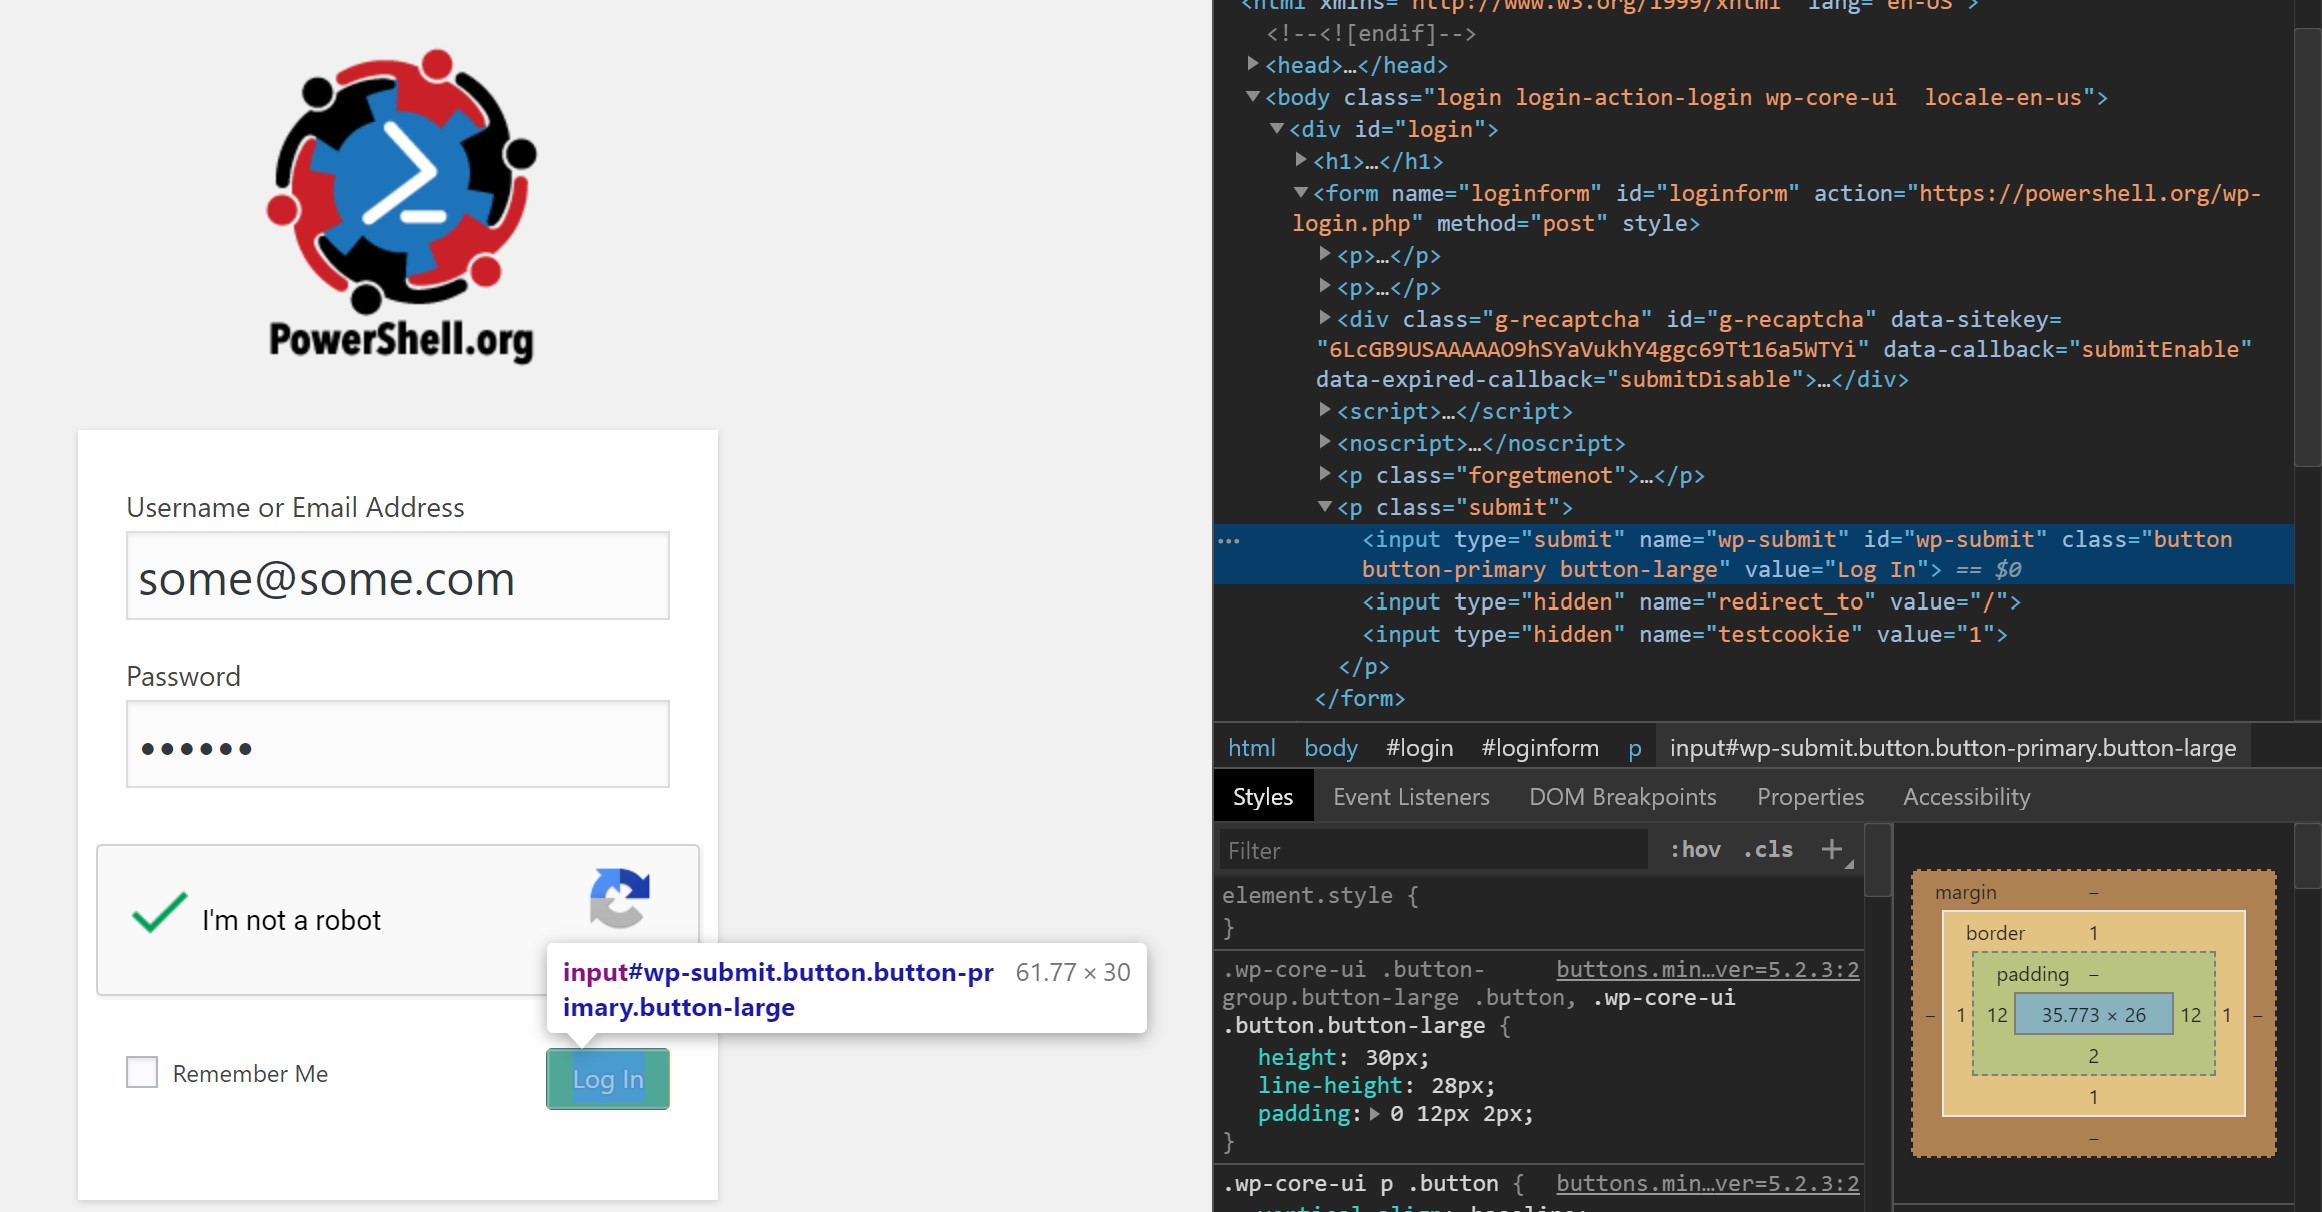 PowerShell.org
Username or Email Address
some@some.com
Password
••••••
I'm not a robot
input#wp-submit.button.button-pr 61.77 × 30
imary.button-large
Remember Me
Log In
<html xmlns="http://www.w3.org/1999/xhtml" lang="en-US">
<!--<![endif]-->
<head>…</head>
<body class="login login-action-login wp-core-ui  locale-en-us">
<div id="login">
<h1>…</h1>
<form name="loginform" id="loginform" action="https://powershell.org/wp-
login.php" method="post" style>
<p>…</p>
<p>…</p>
<div class="g-recaptcha" id="g-recaptcha" data-sitekey=
"6LcGB9USAAAAAO9hSYaVukhY4ggc69Tt16a5WTYi" data-callback="submitEnable"
data-expired-callback="submitDisable">…</div>
<script>…</script>
<noscript>…</noscript>
<p class="forgetmenot">…</p>
<p class="submit">
<input type="submit" name="wp-submit" id="wp-submit" class="button
button-primary button-large" value="Log In"> == $0
<input type="hidden" name="redirect_to" value="/">
<input type="hidden" name="testcookie" value="1">
</p>
</form>
html body #login #loginform p input#wp-submit.button.button-primary.button-large
Styles Event Listeners DOM Breakpoints Properties Accessibility
Filter :hov .cls +
element.style {
}
.wp-core-ui .button- buttons.min…ver=5.2.3:2
group.button-large .button, .wp-core-ui
.button.button-large {
height: 30px;
line-height: 28px;
padding: 0 12px 2px;
}
.wp-core-ui p .button { buttons.min…ver=5.2.3:2
vertical-align: baseline;
margin –
border 1
padding –
– 1 12 35.773 × 26 12 1 –
2
1
–